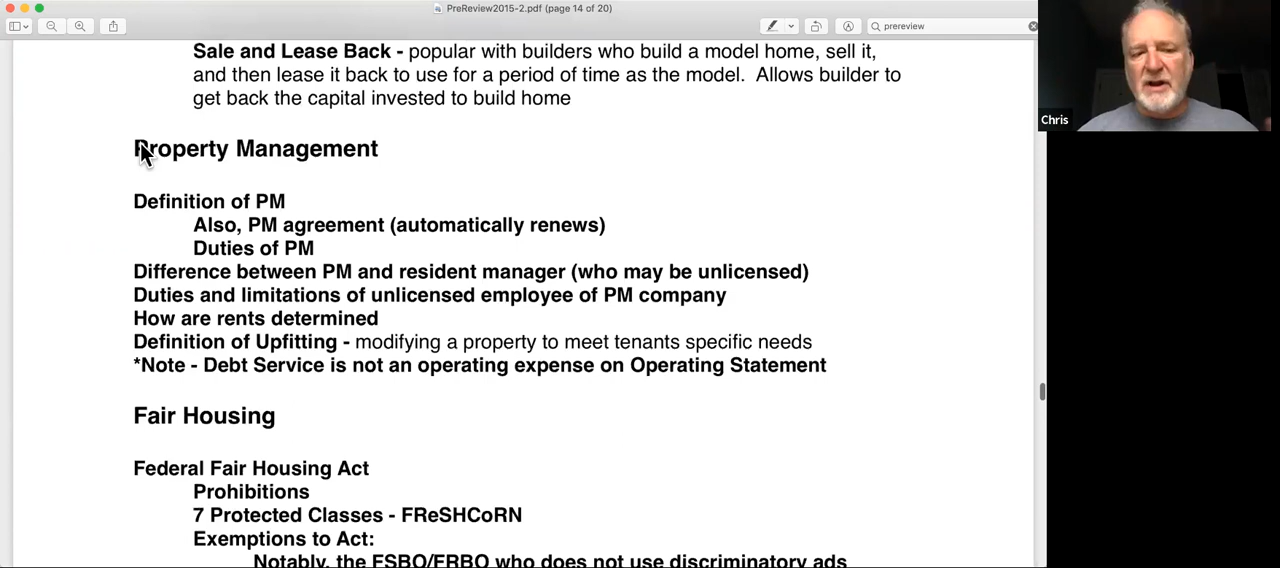 PreReview2015-2.pdf (page 14 of 20)
prereview
Sale and Lease Back - popular with builders who build a model home, sell it,
and then lease it back to use for a period of time as the model.  Allows builder to
get back the capital invested to build home
Property Management
Definition of PM
Also, PM agreement (automatically renews)
Duties of PM
Difference between PM and resident manager (who may be unlicensed)
Duties and limitations of unlicensed employee of PM company
How are rents determined
Definition of Upfitting - modifying a property to meet tenants specific needs
*Note - Debt Service is not an operating expense on Operating Statement
Fair Housing
Federal Fair Housing Act
Prohibitions
7 Protected Classes - FReSHCoRN
Exemptions to Act:
Notably, the FSBO/FRBO who does not use discriminatory ads
Chris